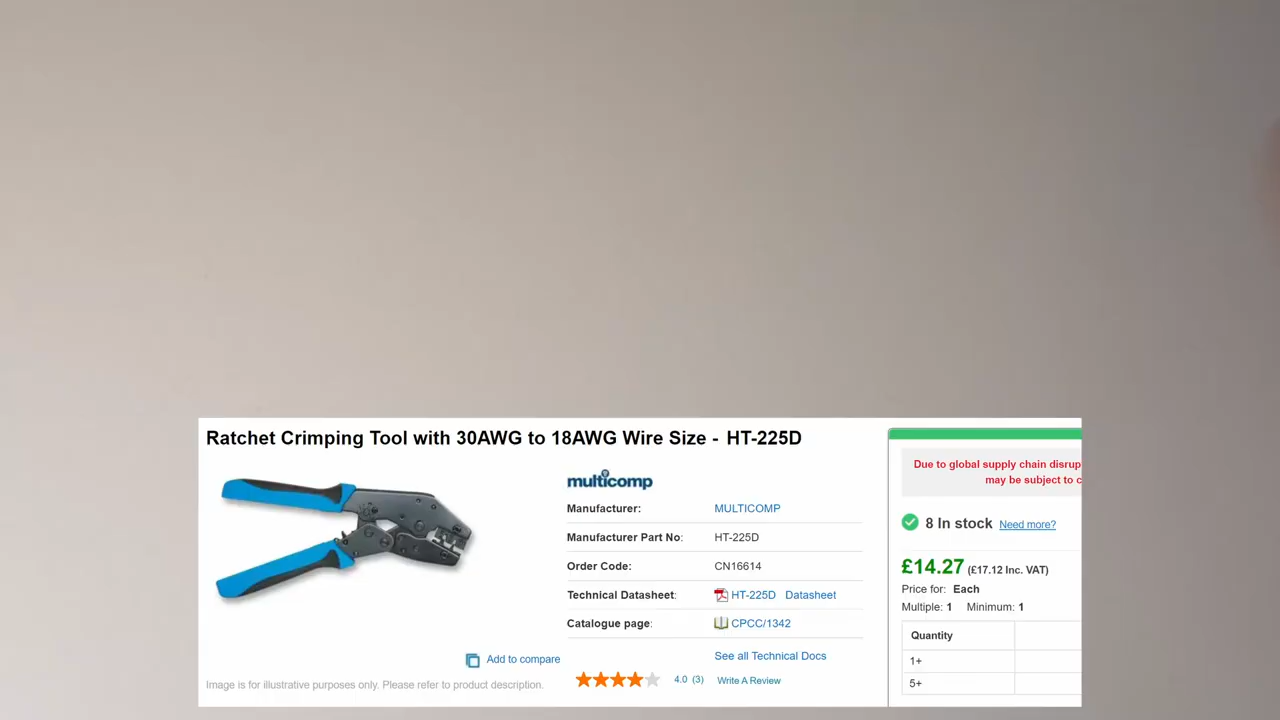 Ratchet Crimping Tool with 30AWG to 18AWG Wire Size - HT-225D
multicomp
Manufacturer: MULTICOMP
Manufacturer Part No: HT-225D
Order Code: CN16614
Technical Datasheet: HT-225D Datasheet
Catalogue page: CPCC/1342
See all Technical Docs
Add to compare
Image is for illustrative purposes only. Please refer to product description.
4.0 (3) Write A Review
Due to global supply chain disrup
may be subject to c
8 In stock Need more?
£14.27 (£17.12 Inc. VAT)
Price for: Each
Multiple: 1 Minimum: 1
Quantity
1+
5+